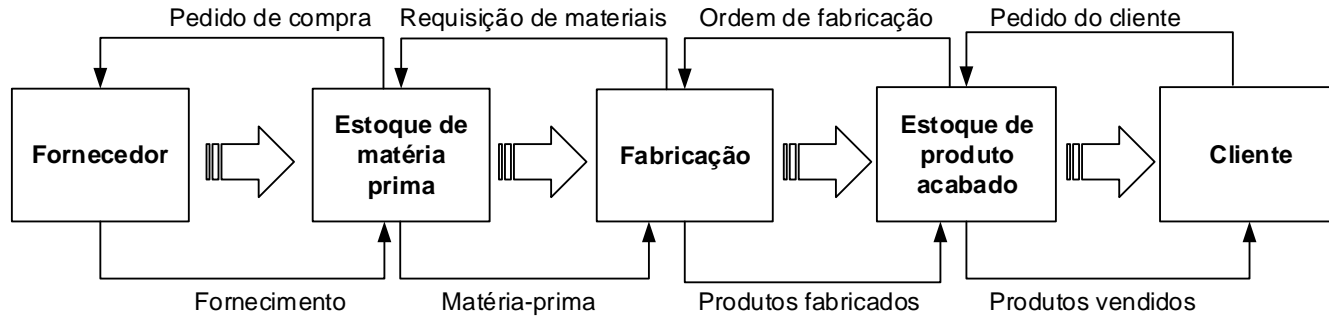 Pedido de compra
Requisição de materiais
Ordem de fabricação
Pedido do cliente
Fornecedor
Estoque de
matéria
prima
Fabricação
Estoque de
produto
acabado
Cliente
Fornecimento
Matéria-prima
Produtos fabricados
Produtos vendidos